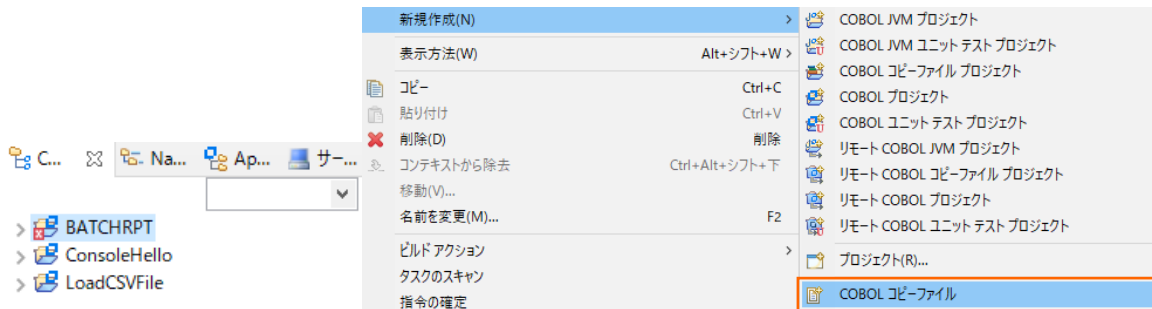 C...
Na...
Ap...
サー...
BATCHRPT
ConsoleHello
LoadCSVFile
新規作成(N)
表示方法(W) Alt+シフト+W
コピー Ctrl+C
貼り付け Ctrl+V
削除(D) 削除
コンテキストから除去 Ctrl+Alt+シフト+下
移動(V)...
名前を変更(M)... F2
ビルド アクション
タスクのスキャン
指令の確定
COBOL JVM プロジェクト
COBOL JVM ユニット テスト プロジェクト
COBOL コピーファイル プロジェクト
COBOL プロジェクト
COBOL ユニット テスト プロジェクト
リモート COBOL JVM プロジェクト
リモート COBOL コピーファイル プロジェクト
リモート COBOL プロジェクト
リモート COBOL ユニット テスト プロジェクト
プロジェクト(R)...
COBOL コピーファイル